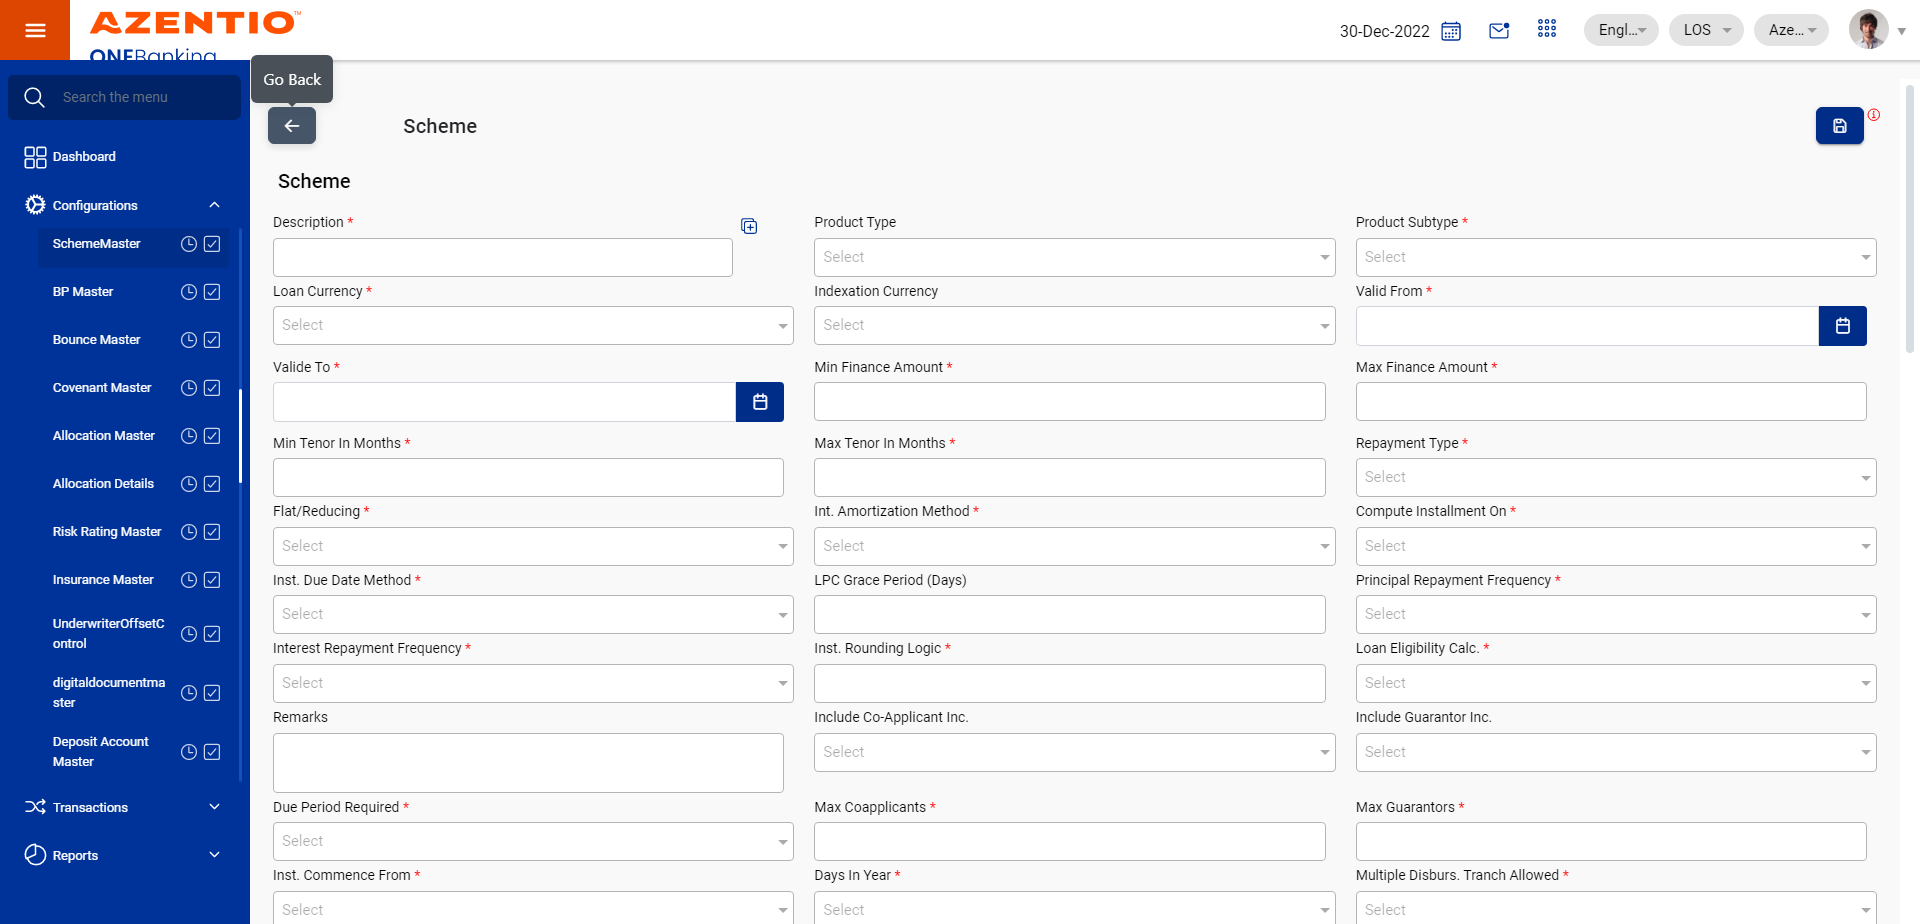 AZENTIO™
ONEBanking
30-Dec-2022
Engl...
LOS
Aze...
Go Back
Search the menu
Dashboard
Configurations
SchemeMaster
BP Master
Bounce Master
Covenant Master
Allocation Master
Allocation Details
Risk Rating Master
Insurance Master
UnderwriterOffsetC
ontrol
digitaldocumentma
ster
Deposit Account
Master
Transactions
Reports
Scheme
Scheme
Description *
Product Type
Select
Product Subtype *
Select
Loan Currency *
Select
Indexation Currency
Select
Valid From *
Valide To *
Min Finance Amount *
Max Finance Amount *
Min Tenor In Months *
Max Tenor In Months *
Repayment Type *
Select
Flat/Reducing *
Select
Int. Amortization Method *
Select
Compute Installment On *
Select
Inst. Due Date Method *
Select
LPC Grace Period (Days)
Principal Repayment Frequency *
Select
Interest Repayment Frequency *
Select
Inst. Rounding Logic *
Loan Eligibility Calc. *
Select
Remarks
Include Co-Applicant Inc.
Select
Include Guarantor Inc.
Select
Due Period Required *
Select
Max Coapplicants *
Max Guarantors *
Inst. Commence From *
Select
Days In Year *
Select
Multiple Disburs. Tranch Allowed *
Select